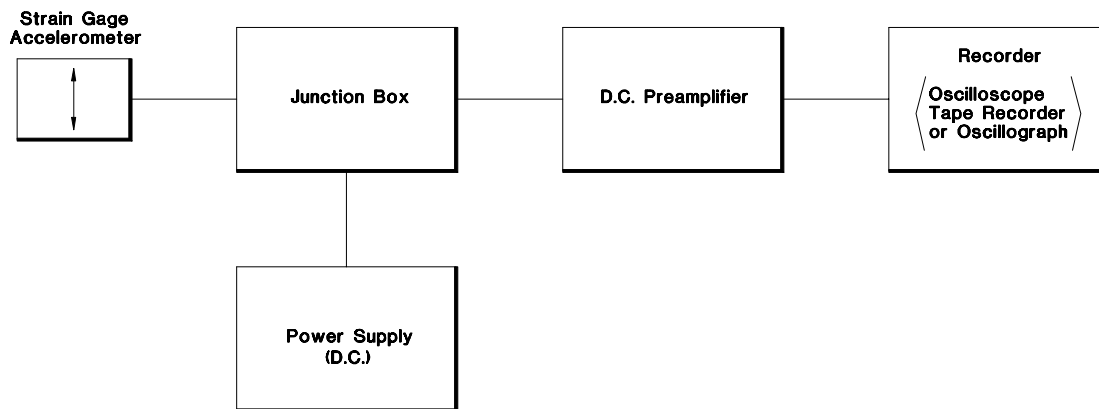 Strain Gage
Accelerometer
Junction Box
D.C. Preamplifier
Recorder
Oscilloscope
Tape Recorder
or Oscillograph
Power Supply
(D.C.)